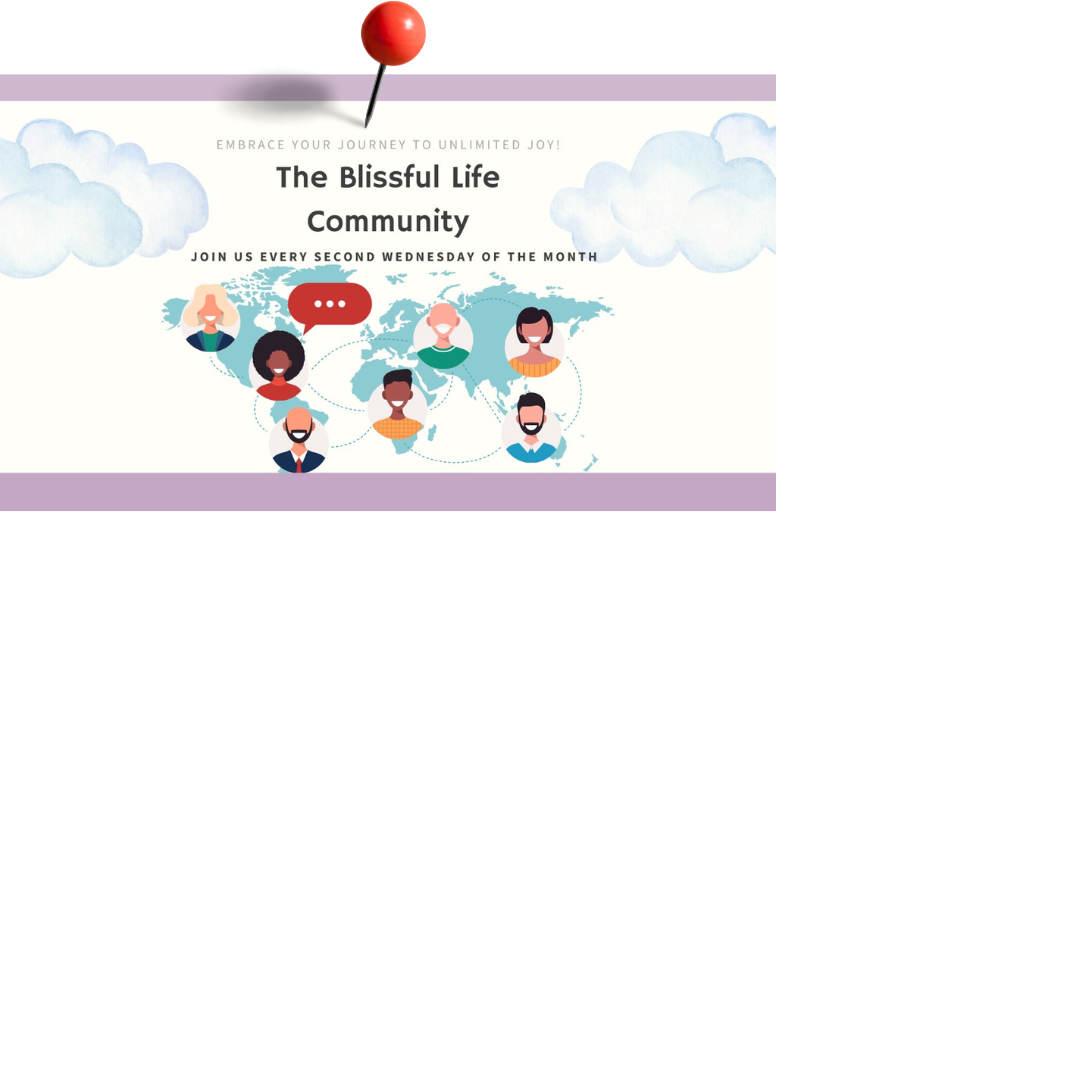 EMBRACE YOUR JOURNEY TO UNLIMITED JOY!
The Blissful Life
Community
JOIN US EVERY SECOND WEDNESDAY OF THE MONTH